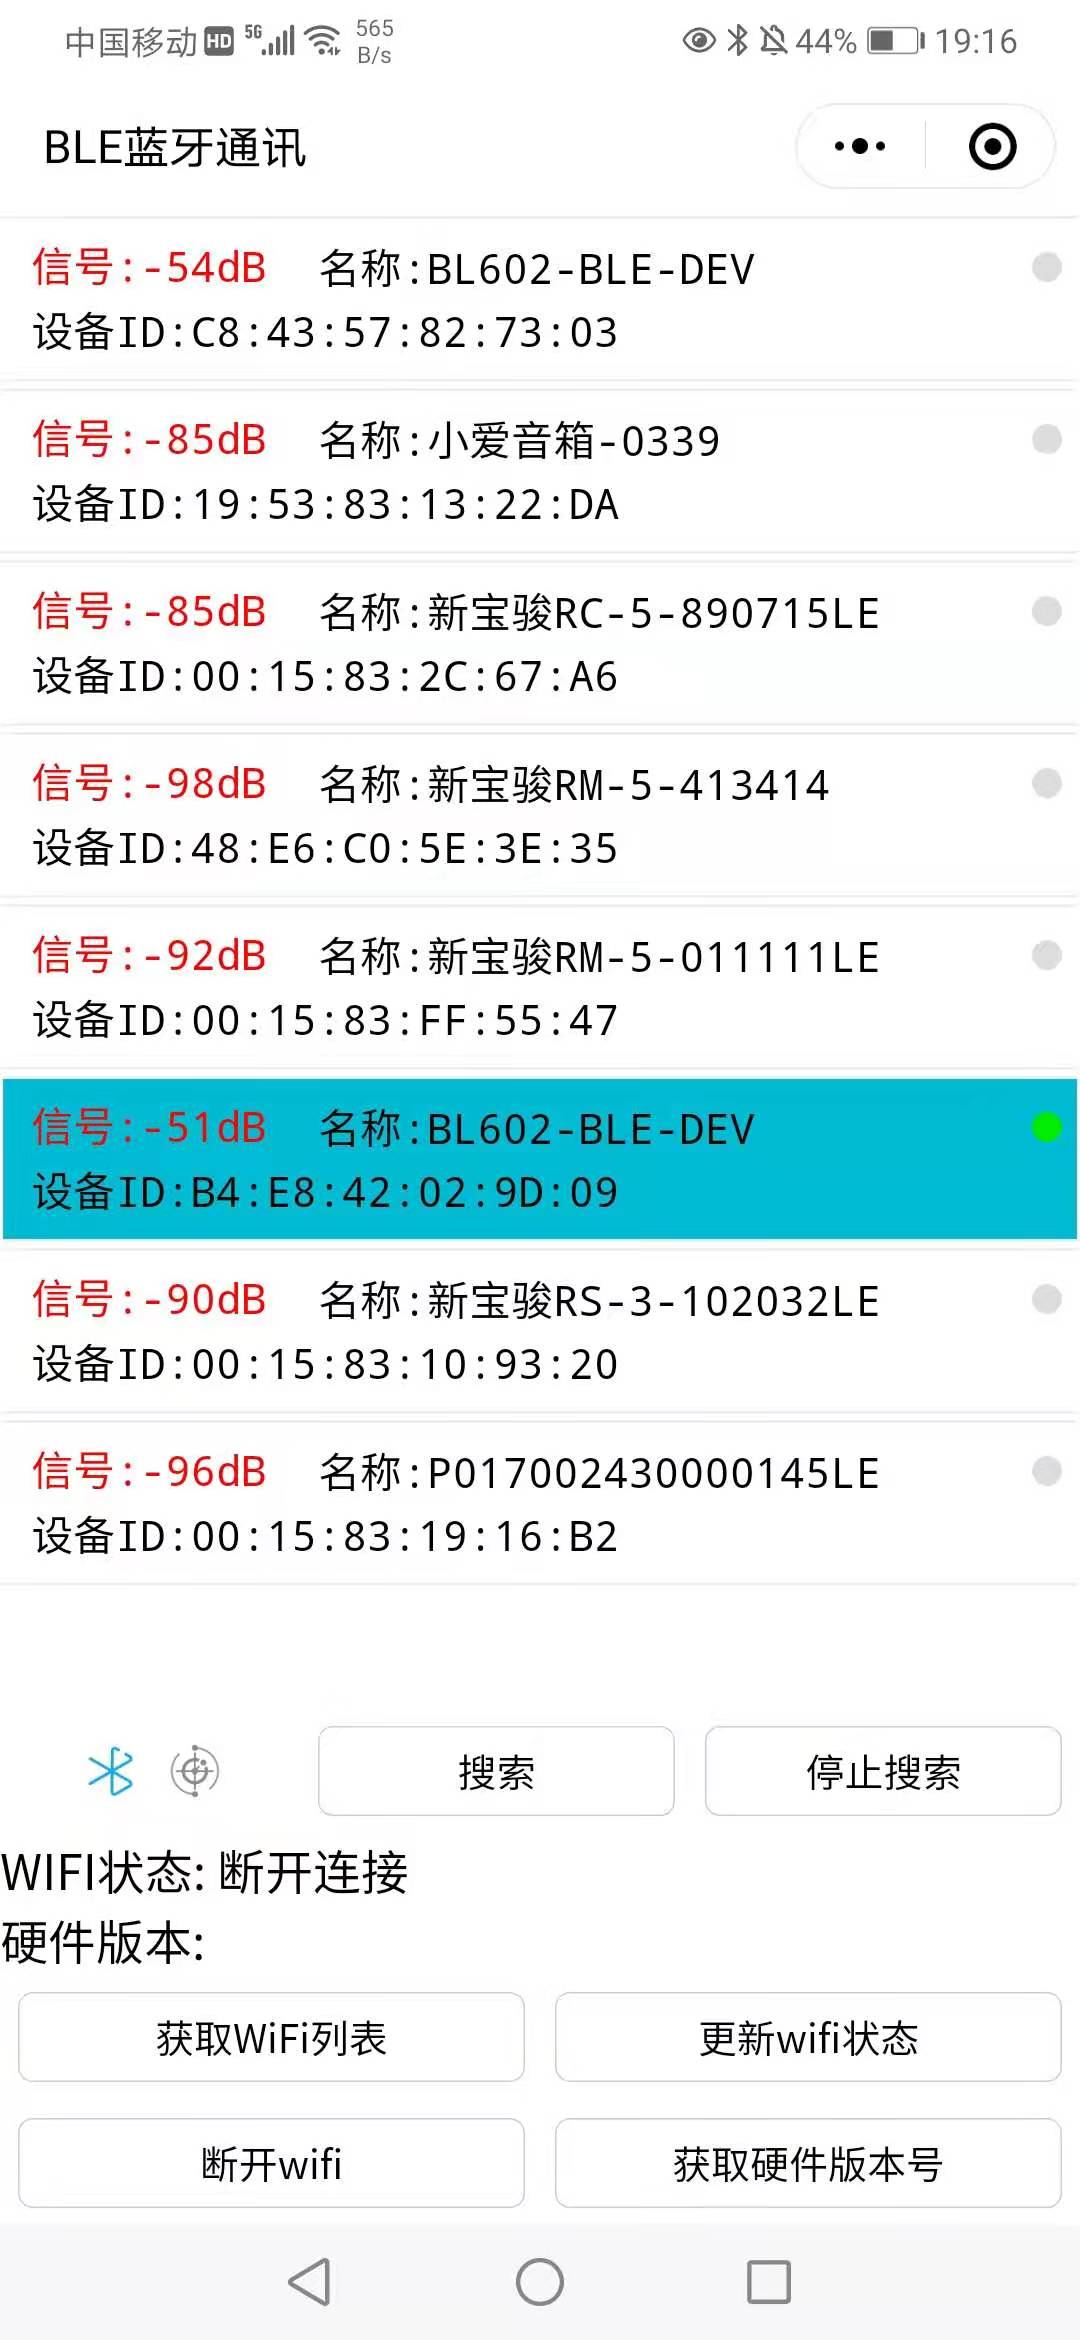 中国移动 HD 5G 565 B/s 44% 19:16
BLE蓝牙通讯
信号:-54dB 名称:BL602-BLE-DEV
设备ID:C8:43:57:82:73:03
信号:-85dB 名称:小爱音箱-0339
设备ID:19:53:83:13:22:DA
信号:-85dB 名称:新宝骏RC-5-890715LE
设备ID:00:15:83:2C:67:A6
信号:-98dB 名称:新宝骏RM-5-413414
设备ID:48:E6:C0:5E:3E:35
信号:-92dB 名称:新宝骏RM-5-011111LE
设备ID:00:15:83:FF:55:47
信号:-51dB 名称:BL602-BLE-DEV
设备ID:B4:E8:42:02:9D:09
信号:-90dB 名称:新宝骏RS-3-102032LE
设备ID:00:15:83:10:93:20
信号:-96dB 名称:P017002430000145LE
设备ID:00:15:83:19:16:B2
搜索 停止搜索
WIFI状态: 断开连接
硬件版本:
获取WiFi列表 更新wifi状态
断开wifi 获取硬件版本号